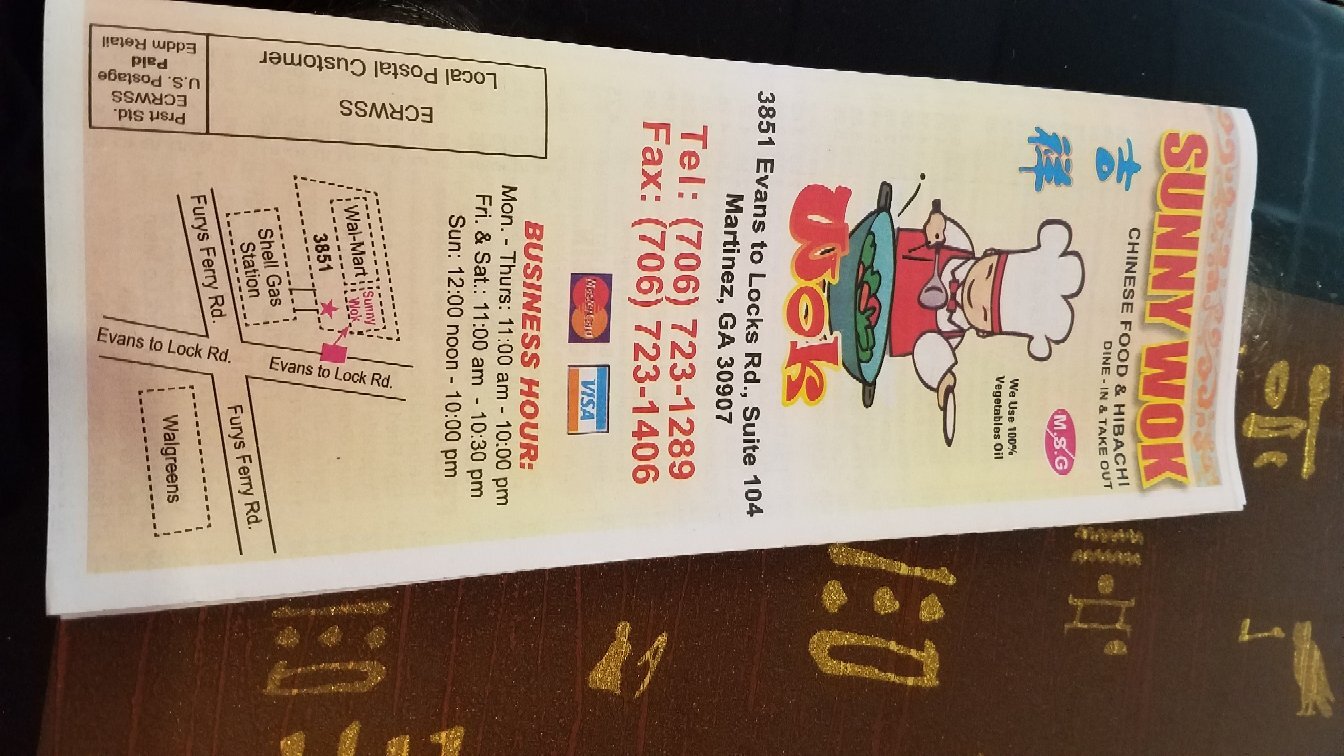 SUNNY WOK
吉祥
CHINESE FOOD & HIBACHI
DINE - IN & TAKE OUT
M.S.G
We Use 100%
Vegetables Oil
Wok
3851 Evans to Locks Rd., Suite 104
Martinez, GA 30907
Tel: (706) 723-1289
Fax: (706) 723-1406
MasterCard
VISA
BUSINESS HOUR:
Mon. - Thurs: 11:00 am - 10:00 pm
Fri. & Sat.: 11:00 am - 10:30 pm
Sun: 12:00 noon - 10:00 pm
Wal-Mart
3851
Sunny
Wok
Shell Gas
Station
Furys Ferry Rd.
Evans to Lock Rd.
Evans to Lock Rd.
Furys Ferry Rd.
Walgreens
Prsrt Std.
ECRWSS
U.S. Postage
Paid
Eddm Retail
ECRWSS
Local Postal Customer